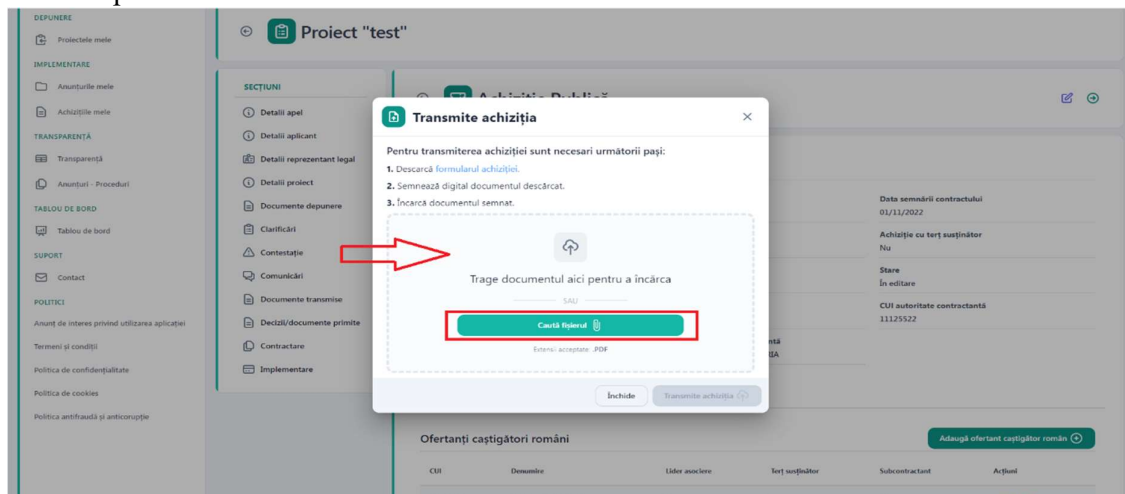 DEPUNERE
Proiectele mele
IMPLEMENTARE
Anunțurile mele
Achizițiile mele
TRANSPARENȚĂ
Transparență
Anunțuri - Proceduri
TABLOU DE BORD
Tablou de bord
SUPORT
Contact
POLITICI
Anunț de interes privind utilizarea aplicației
Termeni și condiții
Politica de confidențialitate
Politica de cookies
Politica antifraudă și anticorupție
Proiect "test"
SECȚIUNI
Detalii apel
Detalii aplicant
Detalii reprezentant legal
Detalii proiect
Documente depunere
Clarificări
Contestație
Comunicări
Documente transmise
Decizii/documente primite
Contractare
Implementare
Achiziție Publică
Transmite achiziția
Pentru transmiterea achiziției sunt necesari următorii pași:
1. Descarcă formularul achiziției.
2. Semnează digital documentul descărcat.
3. Încarcă documentul semnat.
Trage documentul aici pentru a încărca
SAU
Caută fișierul
Extensii acceptate .PDF
Închide
Transmite achiziția
Data semnării contractului
01/11/2022
Achiziție cu terț susținător
Nu
Stare
În editare
CUI autoritate contractantă
11125522
Ofertanți caștigători români
Adaugă ofertant caștigător român
CUI Denumire Lider asociere Terț susținător Subcontractant Acțiuni